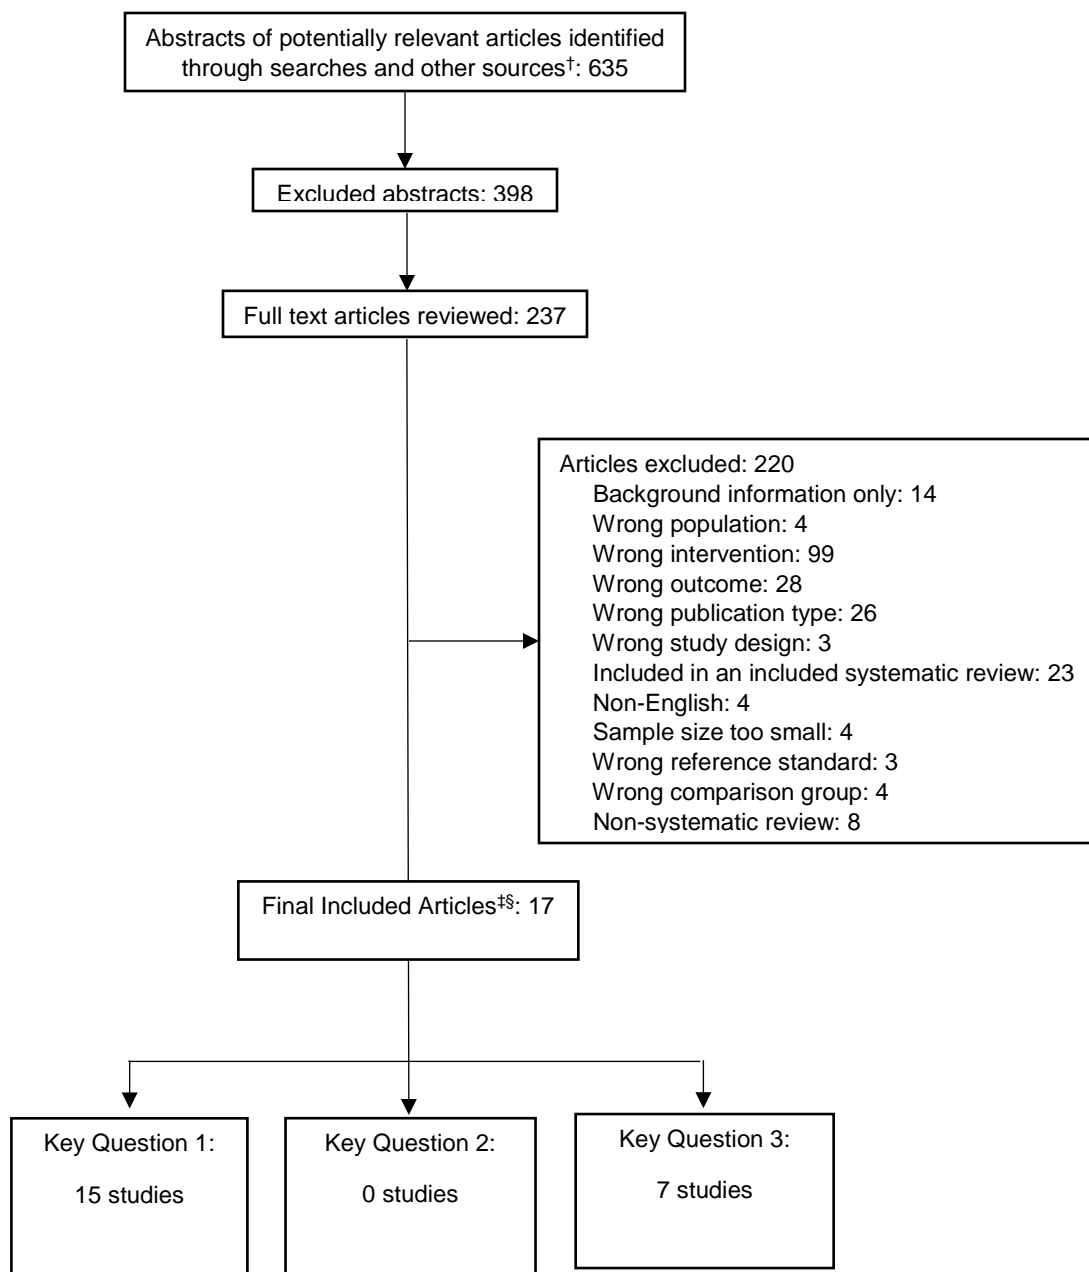 Abstracts of potentially relevant articles identified
through searches and other sources†: 635
Excluded abstracts: 398
Full text articles reviewed: 237
Articles excluded: 220
Background information only: 14
Wrong population: 4
Wrong intervention: 99
Wrong outcome: 28
Wrong publication type: 26
Wrong study design: 3
Included in an included systematic review: 23
Non-English: 4
Sample size too small: 4
Wrong reference standard: 3
Wrong comparison group: 4
Non-systematic review: 8
Final Included Articles‡§: 17
Key Question 1:
15 studies
Key Question 2:
0 studies
Key Question 3:
7 studies